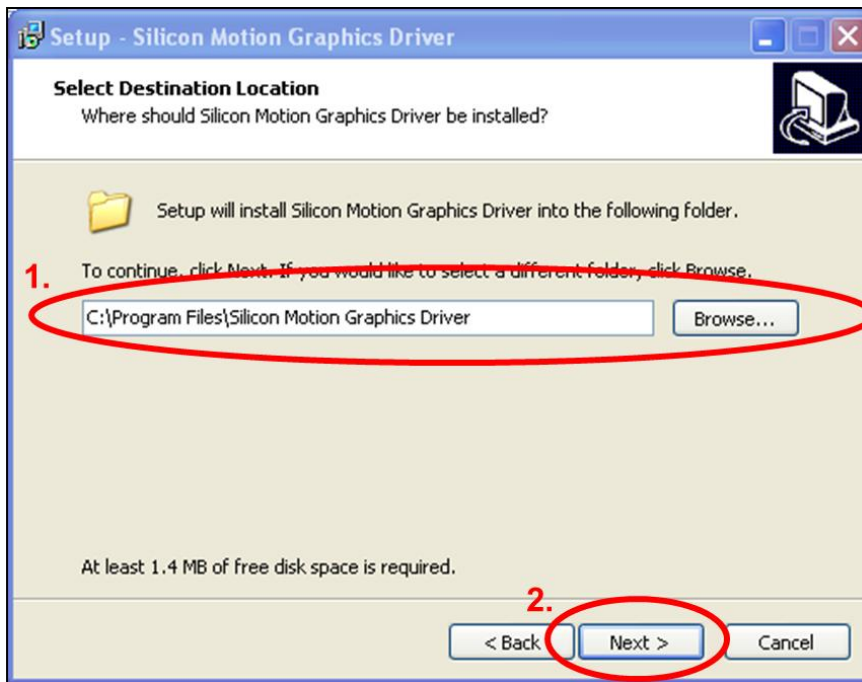 Setup - Silicon Motion Graphics Driver
Select Destination Location
Where should Silicon Motion Graphics Driver be installed?
Setup will install Silicon Motion Graphics Driver into the following folder.
To continue, click Next. If you would like to select a different folder, click Browse.
1.
C:\Program Files\Silicon Motion Graphics Driver
Browse...
At least 1.4 MB of free disk space is required.
2.
< Back
Next >
Cancel